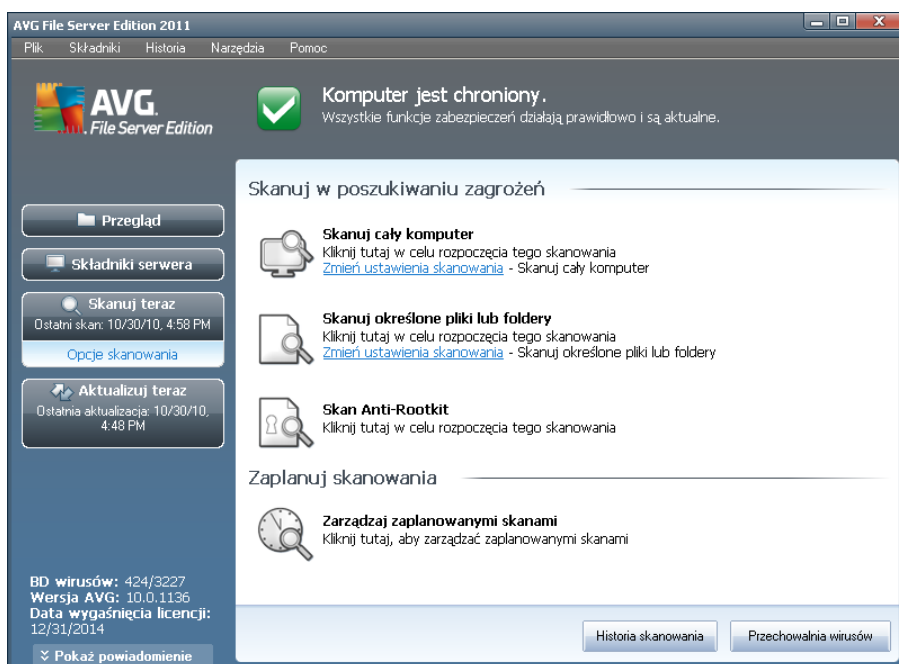 AVG File Server Edition 2011
Plik Składniki Historia Narzędzia Pomoc
AVG.
File Server Edition
Komputer jest chroniony.
Wszystkie funkcje zabezpieczeń działają prawidłowo i są aktualne.
Przegląd
Składniki serwera
Skanuj teraz
Ostatni skan: 10/30/10, 4:58 PM
Opcje skanowania
Aktualizuj teraz
Ostatnia aktualizacja: 10/30/10,
4:48 PM
BD wirusów: 424/3227
Wersja AVG: 10.0.1136
Data wygaśnięcia licencji:
12/31/2014
Pokaż powiadomienie
Skanuj w poszukiwaniu zagrożeń
Skanuj cały komputer
Kliknij tutaj w celu rozpoczęcia tego skanowania
Zmień ustawienia skanowania - Skanuj cały komputer
Skanuj określone pliki lub foldery
Kliknij tutaj w celu rozpoczęcia tego skanowania
Zmień ustawienia skanowania - Skanuj określone pliki lub foldery
Skan Anti-Rootkit
Kliknij tutaj w celu rozpoczęcia tego skanowania
Zaplanuj skanowania
Zarządzaj zaplanowanymi skanami
Kliknij tutaj, aby zarządzać zaplanowanymi skanami
Historia skanowania
Przechowalnia wirusów